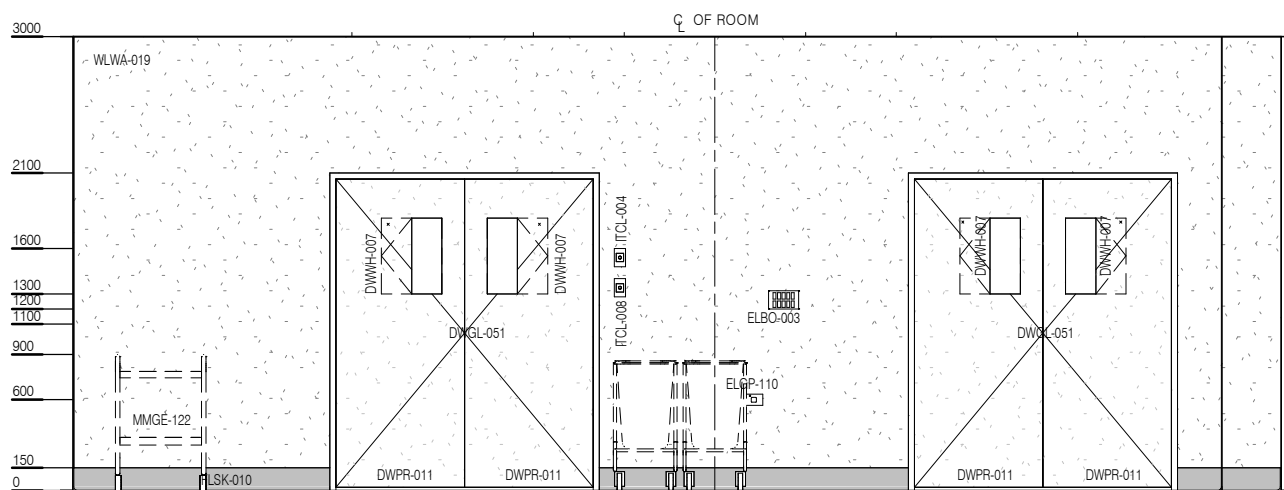 ℄ OF ROOM
3000
WLWA-019
2100
ITCL-004
1600
DWWH-007
DWWH-007
DWWH-007
DWWH-007
1300
1200
1100
ITCL-008
ELBO-003
DWGL-051
DWGL-051
900
ELGP-110
600
MMGE-122
150
DWPR-011
DWPR-011
DWPR-011
DWPR-011
FLSK-010
0